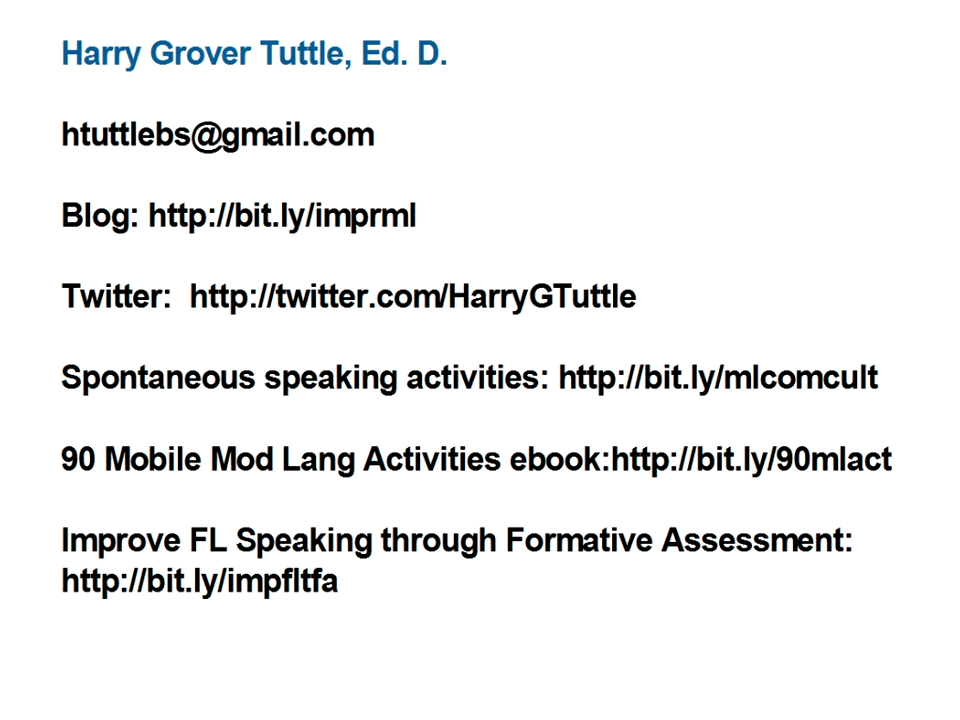 Harry Grover Tuttle, Ed. D.
htuttlebs@gmail.com
Blog: http://bit.ly/imprml
Twitter:  http://twitter.com/HarryGTuttle
Spontaneous speaking activities: http://bit.ly/mlcomcult
90 Mobile Mod Lang Activities ebook:http://bit.ly/90mlact
Improve FL Speaking through Formative Assessment:
http://bit.ly/impfltfa